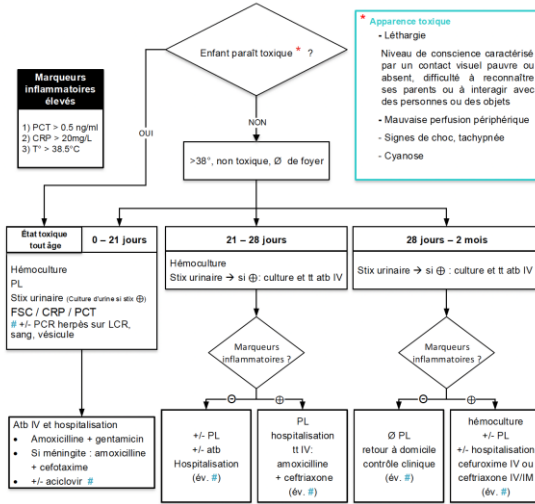 Enfant paraît toxique * ?
* Apparence toxique
- Léthargie
Niveau de conscience caractérisé
par un contact visuel pauvre ou
absent, difficulté à reconnaître
ses parents ou à interagir avec
des personnes ou des objets
- Mauvaise perfusion périphérique
- Signes de choc, tachypnée
- Cyanose
Marqueurs
inflammatoires
élevés
1) PCT > 0.5 ng/ml
2) CRP > 20mg/L
3) T° > 38.5°C
OUI
NON
>38°, non toxique, Ø de foyer
État toxique
tout âge
0 – 21 jours
Hémoculture
PL
Stix urinaire (Culture d'urine si stix ⊕)
FSC / CRP / PCT
# +/- PCR herpés sur LCR,
sang, vésicule
21 – 28 jours
Hémoculture
Stix urinaire → si ⊕: culture et tt atb IV
28 jours – 2 mois
Stix urinaire → si ⊕ : culture et tt atb IV
Marqueurs
inflammatoires ?
Marqueurs
inflammatoires ?
⊖
⊕
⊖
⊕
Atb IV et hospitalisation
• Amoxicilline + gentamicin
• Si méningite : amoxicilline
+ cefotaxime
• +/- aciclovir #
+/- PL
+/- atb
Hospitalisation
(év. #)
PL
hospitalisation
tt IV:
amoxicilline
+ ceftriaxone
(év. #)
Ø PL
retour à domicile
contrôle clinique
(év. #)
hémoculture
+/- PL
+/- hospitalisation
cefuroxime IV ou
ceftriaxone IV/IM
(év. #)